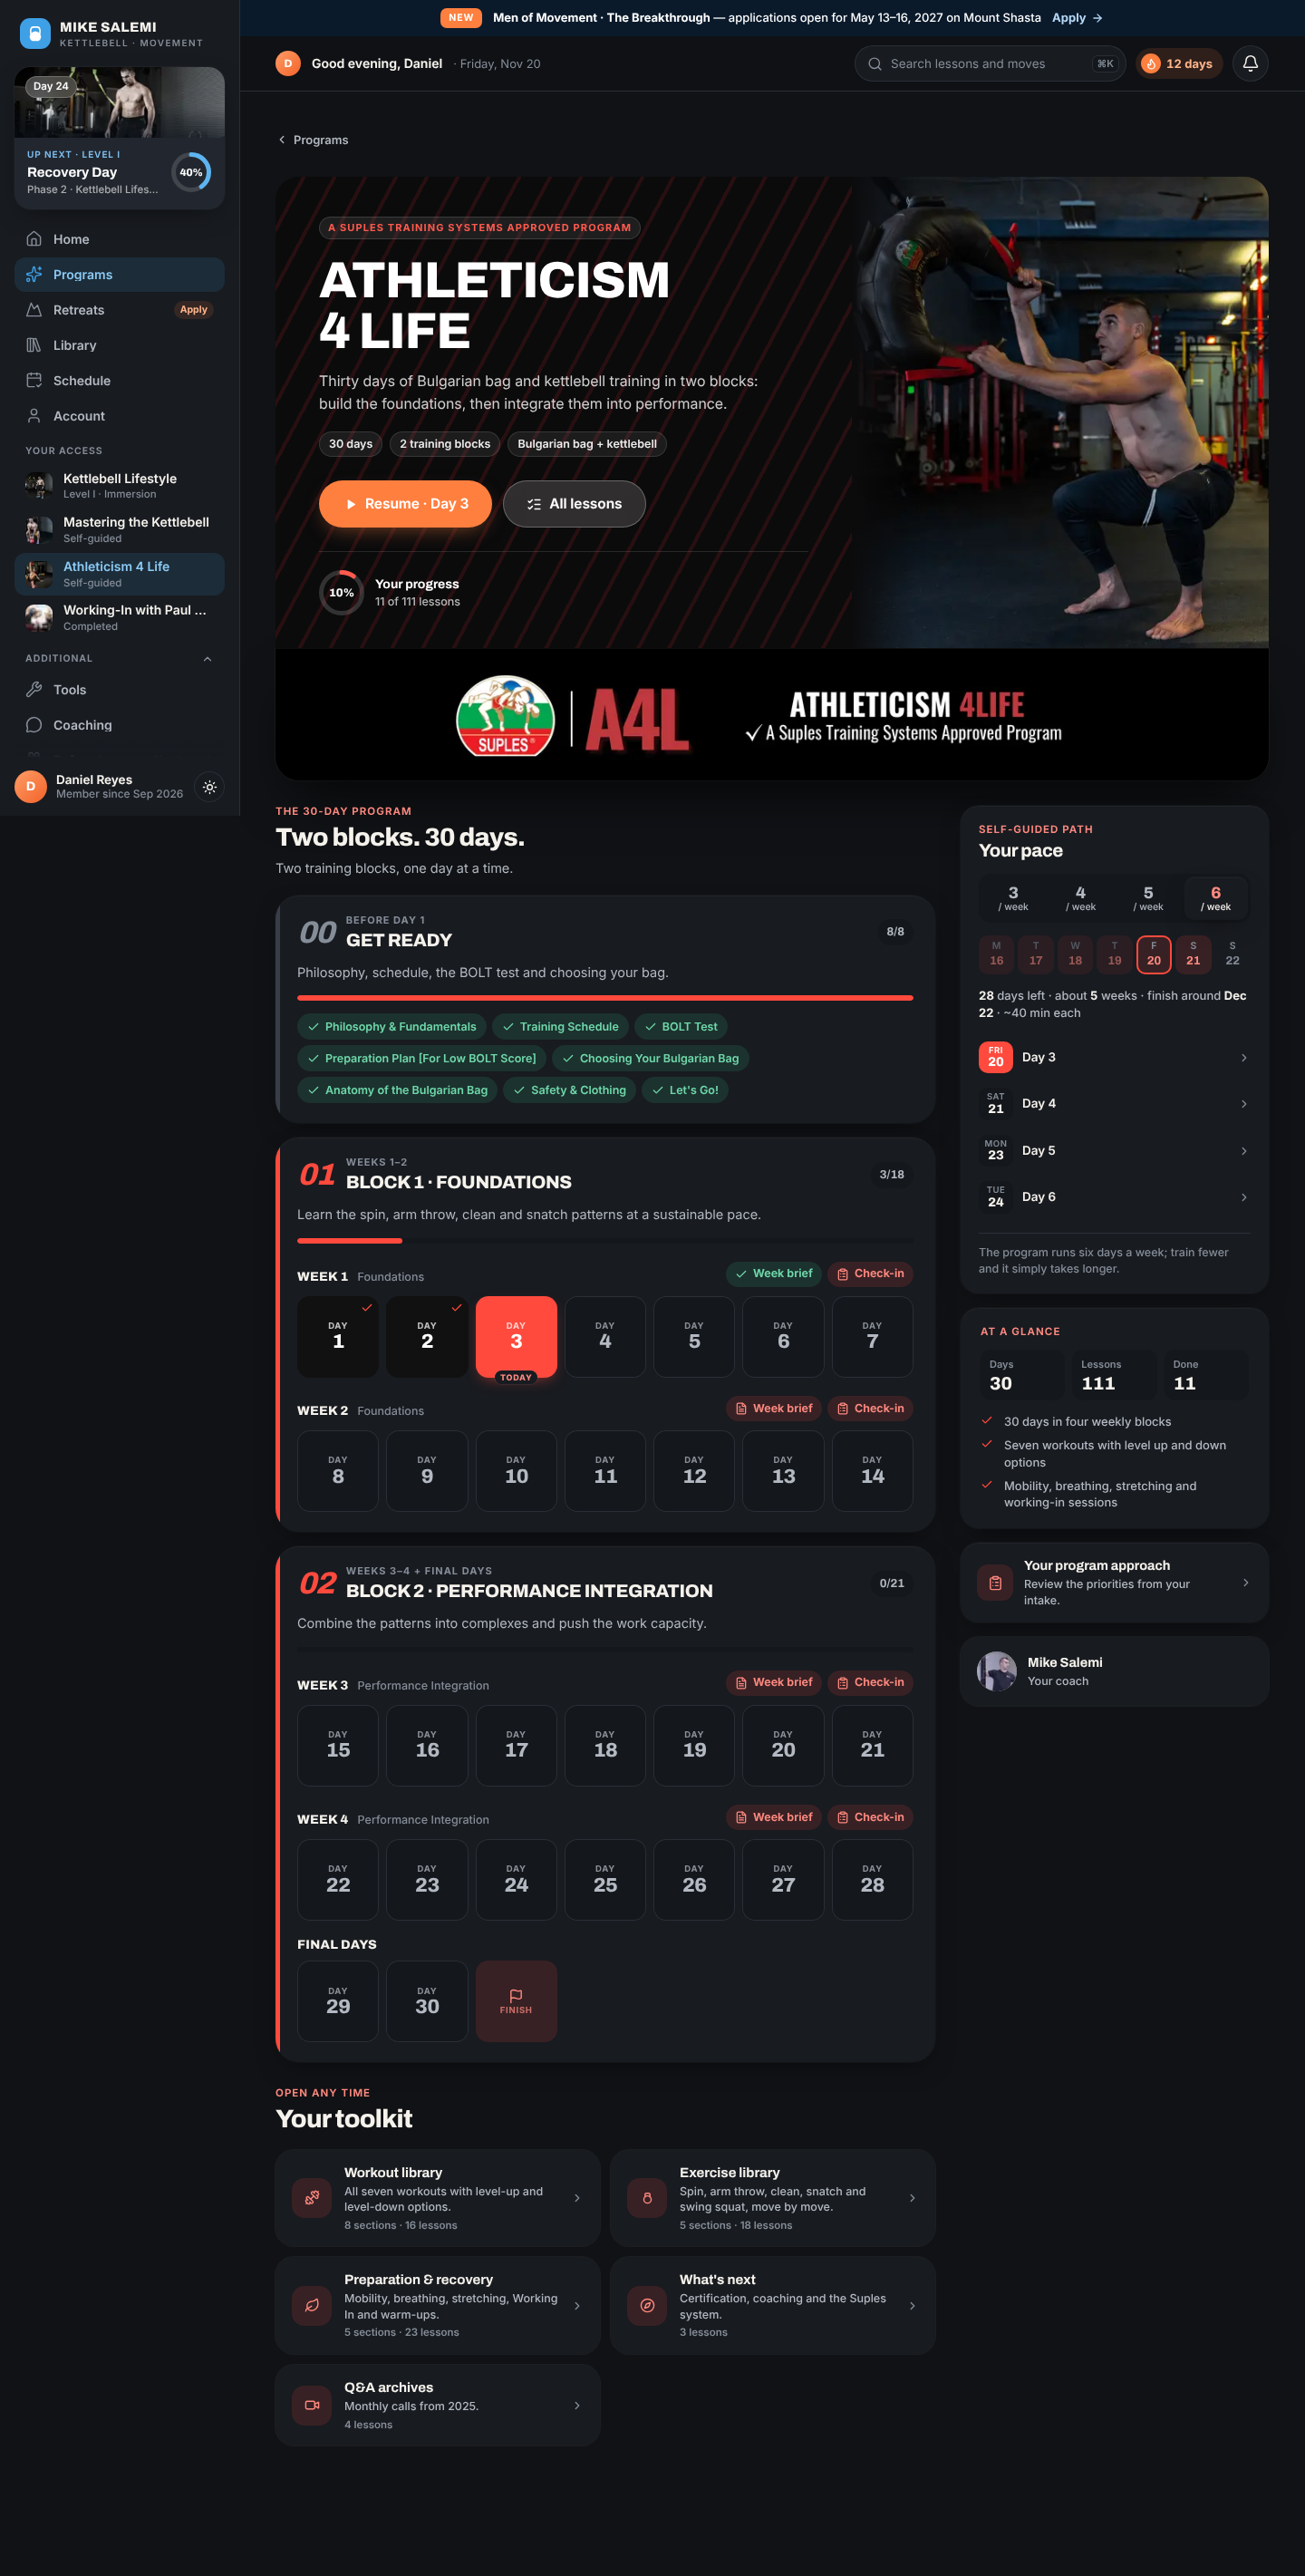 NEW Men of Movement · The Breakthrough — applications open for May 13–16, 2027 on Mount Shasta Apply →
MIKE SALEMI
KETTLEBELL · MOVEMENT
Day 24
UP NEXT · LEVEL I
Recovery Day
Phase 2 · Kettlebell Lifes...
40%
Home
Programs
Retreats Apply
Library
Schedule
Account
YOUR ACCESS
Kettlebell Lifestyle
Level I · Immersion
Mastering the Kettlebell
Self-guided
Athleticism 4 Life
Self-guided
Working-In with Paul ...
Completed
ADDITIONAL
Tools
Coaching
D
Daniel Reyes
Member since Sep 2026
D Good evening, Daniel · Friday, Nov 20
Search lessons and moves ⌘K
12 days
Programs
A SUPLES TRAINING SYSTEMS APPROVED PROGRAM
ATHLETICISM
4 LIFE
Thirty days of Bulgarian bag and kettlebell training in two blocks:
build the foundations, then integrate them into performance.
30 days 2 training blocks Bulgarian bag + kettlebell
Resume · Day 3 All lessons
10%
Your progress
11 of 111 lessons
SUPLES
A4L
ATHLETICISM 4LIFE
✓ A Suples Training Systems Approved Program
THE 30-DAY PROGRAM
Two blocks. 30 days.
Two training blocks, one day at a time.
00
BEFORE DAY 1
GET READY
8/8
Philosophy, schedule, the BOLT test and choosing your bag.
Philosophy & Fundamentals Training Schedule BOLT Test
Preparation Plan [For Low BOLT Score] Choosing Your Bulgarian Bag
Anatomy of the Bulgarian Bag Safety & Clothing Let's Go!
01
WEEKS 1–2
BLOCK 1 · FOUNDATIONS
3/18
Learn the spin, arm throw, clean and snatch patterns at a sustainable pace.
WEEK 1 Foundations Week brief Check-in
DAY DAY DAY DAY DAY DAY DAY
1 2 3 4 5 6 7
TODAY
WEEK 2 Foundations Week brief Check-in
DAY DAY DAY DAY DAY DAY DAY
8 9 10 11 12 13 14
02
WEEKS 3–4 + FINAL DAYS
BLOCK 2 · PERFORMANCE INTEGRATION
0/21
Combine the patterns into complexes and push the work capacity.
WEEK 3 Performance Integration Week brief Check-in
DAY DAY DAY DAY DAY DAY DAY
15 16 17 18 19 20 21
WEEK 4 Performance Integration Week brief Check-in
DAY DAY DAY DAY DAY DAY DAY
22 23 24 25 26 27 28
FINAL DAYS
DAY DAY
29 30 FINISH
OPEN ANY TIME
Your toolkit
Workout library
All seven workouts with level-up and
level-down options.
8 sections · 16 lessons
Exercise library
Spin, arm throw, clean, snatch and
swing squat, move by move.
5 sections · 18 lessons
Preparation & recovery
Mobility, breathing, stretching, Working
In and warm-ups.
5 sections · 23 lessons
What's next
Certification, coaching and the Suples
system.
3 lessons
Q&A archives
Monthly calls from 2025.
4 lessons
SELF-GUIDED PATH
Your pace
3 4 5 6
/ week / week / week / week
M T W T F S S
16 17 18 19 20 21 22
28 days left · about 5 weeks · finish around Dec
22 · ~40 min each
FRI
20 Day 3
SAT
21 Day 4
MON
23 Day 5
TUE
24 Day 6
The program runs six days a week; train fewer
and it simply takes longer.
AT A GLANCE
Days Lessons Done
30 111 11
30 days in four weekly blocks
Seven workouts with level up and down
options
Mobility, breathing, stretching and
working-in sessions
Your program approach
Review the priorities from your
intake.
Mike Salemi
Your coach